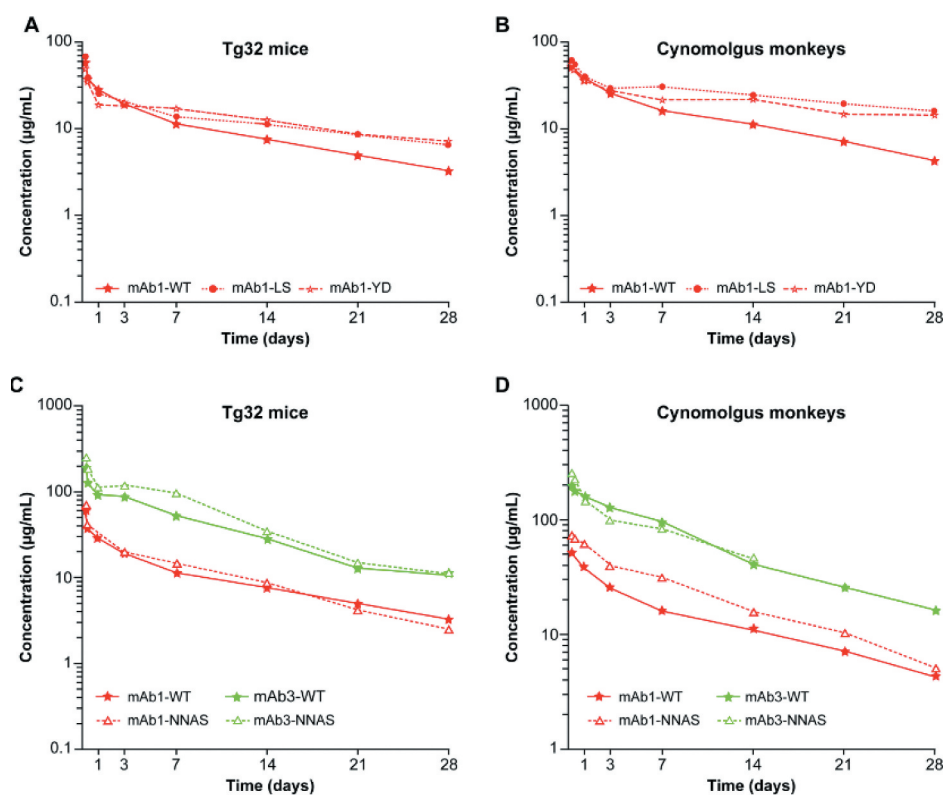 A
Tg32 mice
Concentration (µg/mL)
100
10
1
0.1
mAb1-WT mAb1-LS mAb1-YD
1 3 7 14 21 28
Time (days)
B
Cynomolgus monkeys
Concentration (µg/mL)
100
10
1
0.1
mAb1-WT mAb1-LS mAb1-YD
1 3 7 14 21 28
Time (days)
C
Tg32 mice
Concentration (µg/mL)
1000
100
10
1
0.1
mAb1-WT mAb3-WT
mAb1-NNAS mAb3-NNAS
1 3 7 14 21 28
Time (days)
D
Cynomolgus monkeys
Concentration (µg/mL)
1000
100
10
1
mAb1-WT mAb3-WT
mAb1-NNAS mAb3-NNAS
1 3 7 14 21 28
Time (days)